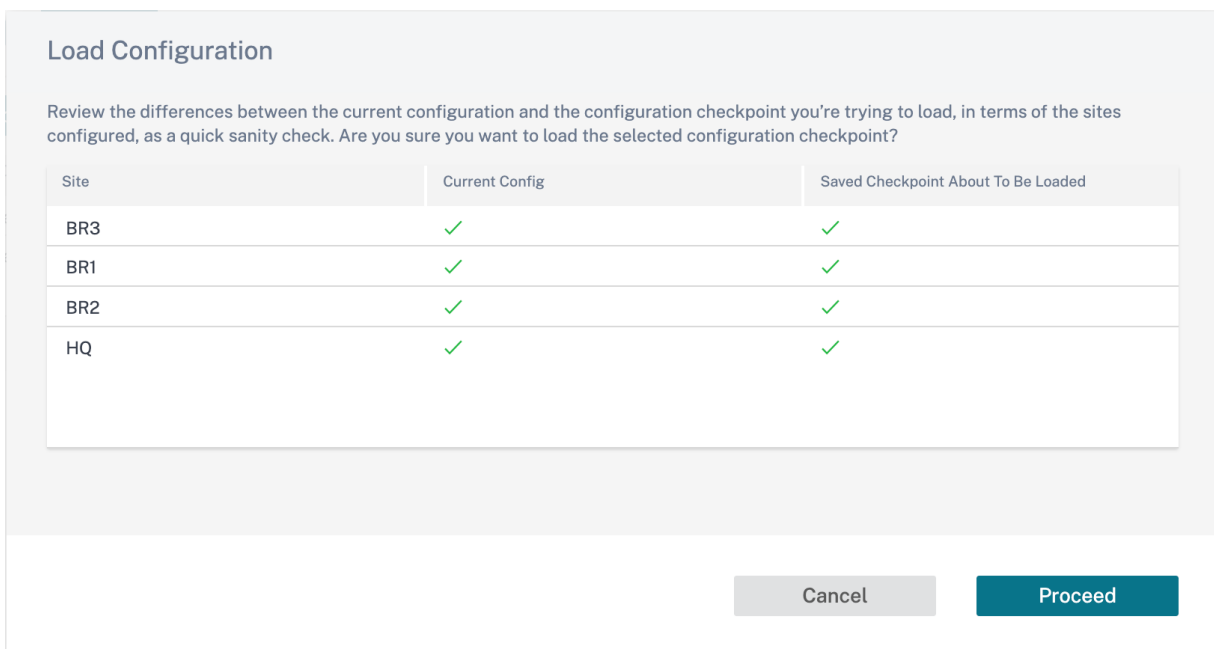 Load Configuration
Review the differences between the current configuration and the configuration checkpoint you’re trying to load, in terms of the sites
configured, as a quick sanity check. Are you sure you want to load the selected configuration checkpoint?
Site Current Config Saved Checkpoint About To Be Loaded
BR3 ✓ ✓
BR1 ✓ ✓
BR2 ✓ ✓
HQ ✓ ✓
Cancel Proceed